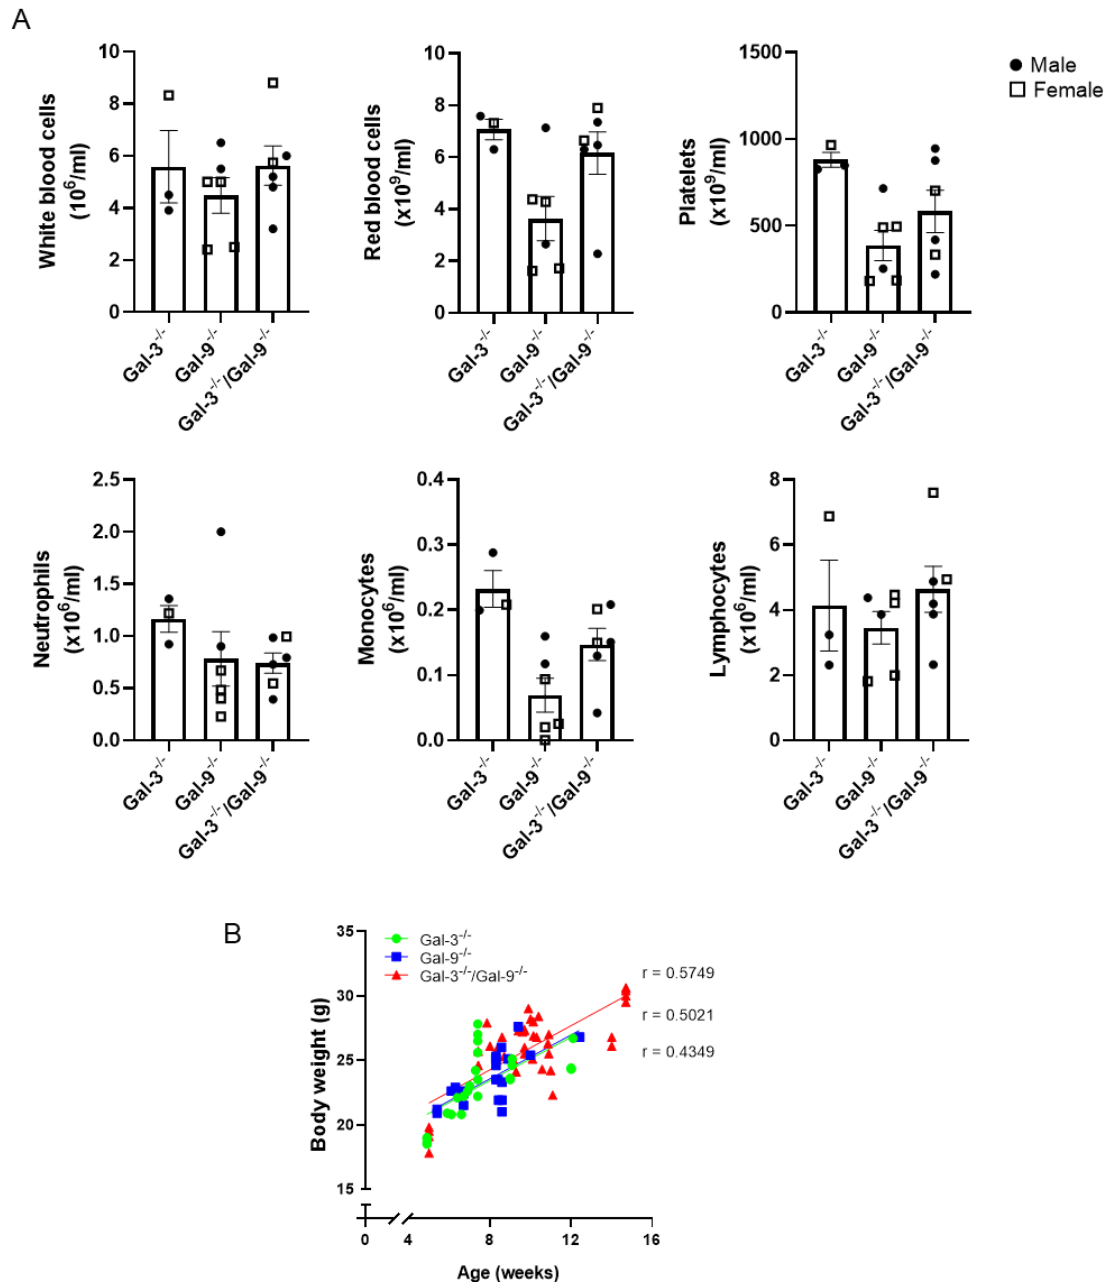 A
White blood cells
(10⁶/ml)
10
8
6
4
2
0
Gal-3⁻/⁻
Gal-9⁻/⁻
Gal-3⁻/⁻/Gal-9⁻/⁻
Red blood cells
(x10⁹/ml)
10
8
6
4
2
0
Gal-3⁻/⁻
Gal-9⁻/⁻
Gal-3⁻/⁻/Gal-9⁻/⁻
Platelets
(x10⁹/ml)
1500
1000
500
0
Gal-3⁻/⁻
Gal-9⁻/⁻
Gal-3⁻/⁻/Gal-9⁻/⁻
Male
Female
Neutrophils
(x10⁶/ml)
2.5
2.0
1.5
1.0
0.5
0.0
Gal-3⁻/⁻
Gal-9⁻/⁻
Gal-3⁻/⁻/Gal-9⁻/⁻
Monocytes
(x10⁶/ml)
0.4
0.3
0.2
0.1
0.0
Gal-3⁻/⁻
Gal-9⁻/⁻
Gal-3⁻/⁻/Gal-9⁻/⁻
Lymphocytes
(x10⁶/ml)
8
6
4
2
0
Gal-3⁻/⁻
Gal-9⁻/⁻
Gal-3⁻/⁻/Gal-9⁻/⁻
B
Body weight (g)
35
30
25
20
15
Gal-3⁻/⁻
Gal-9⁻/⁻
Gal-3⁻/⁻/Gal-9⁻/⁻
r = 0.5749
r = 0.5021
r = 0.4349
0 4 8 12 16
Age (weeks)